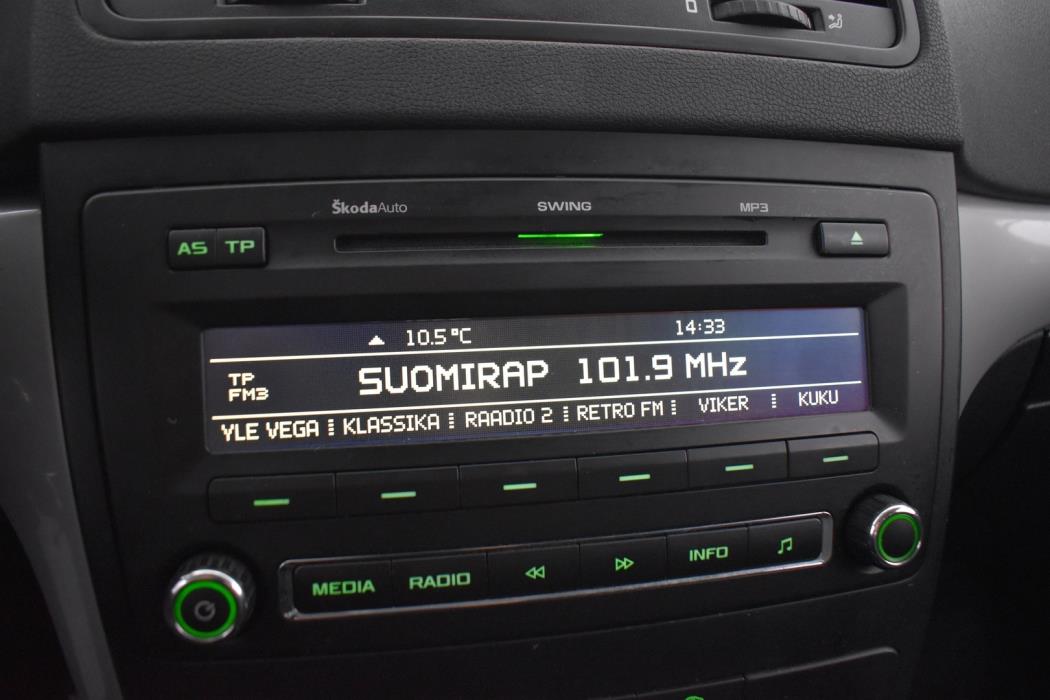 ŠkodaAuto SWING MP3
AS TP
10.5°C 14:33
TP
FM3
SUOMIRAP 101.9 MHz
YLE VEGA KLASSIKA RAADIO 2 RETRO FM VIKER KUKU
MEDIA RADIO INFO